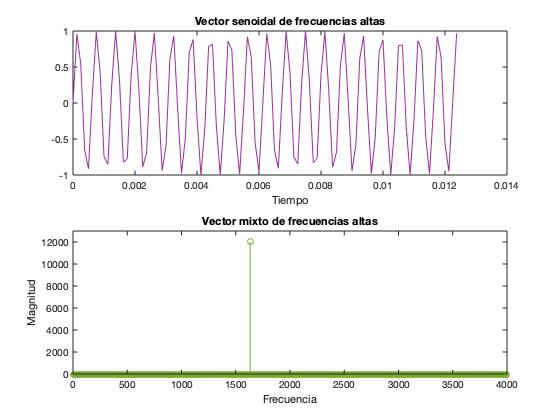 Vector senoidal de frecuencias altas
1
0.5
0
-0.5
-1
0 0.002 0.004 0.006 0.008 0.01 0.012 0.014
Tiempo
Vector mixto de frecuencias altas
Magnitud
12000
10000
8000
6000
4000
2000
0
0 500 1000 1500 2000 2500 3000 3500 4000
Frecuencia